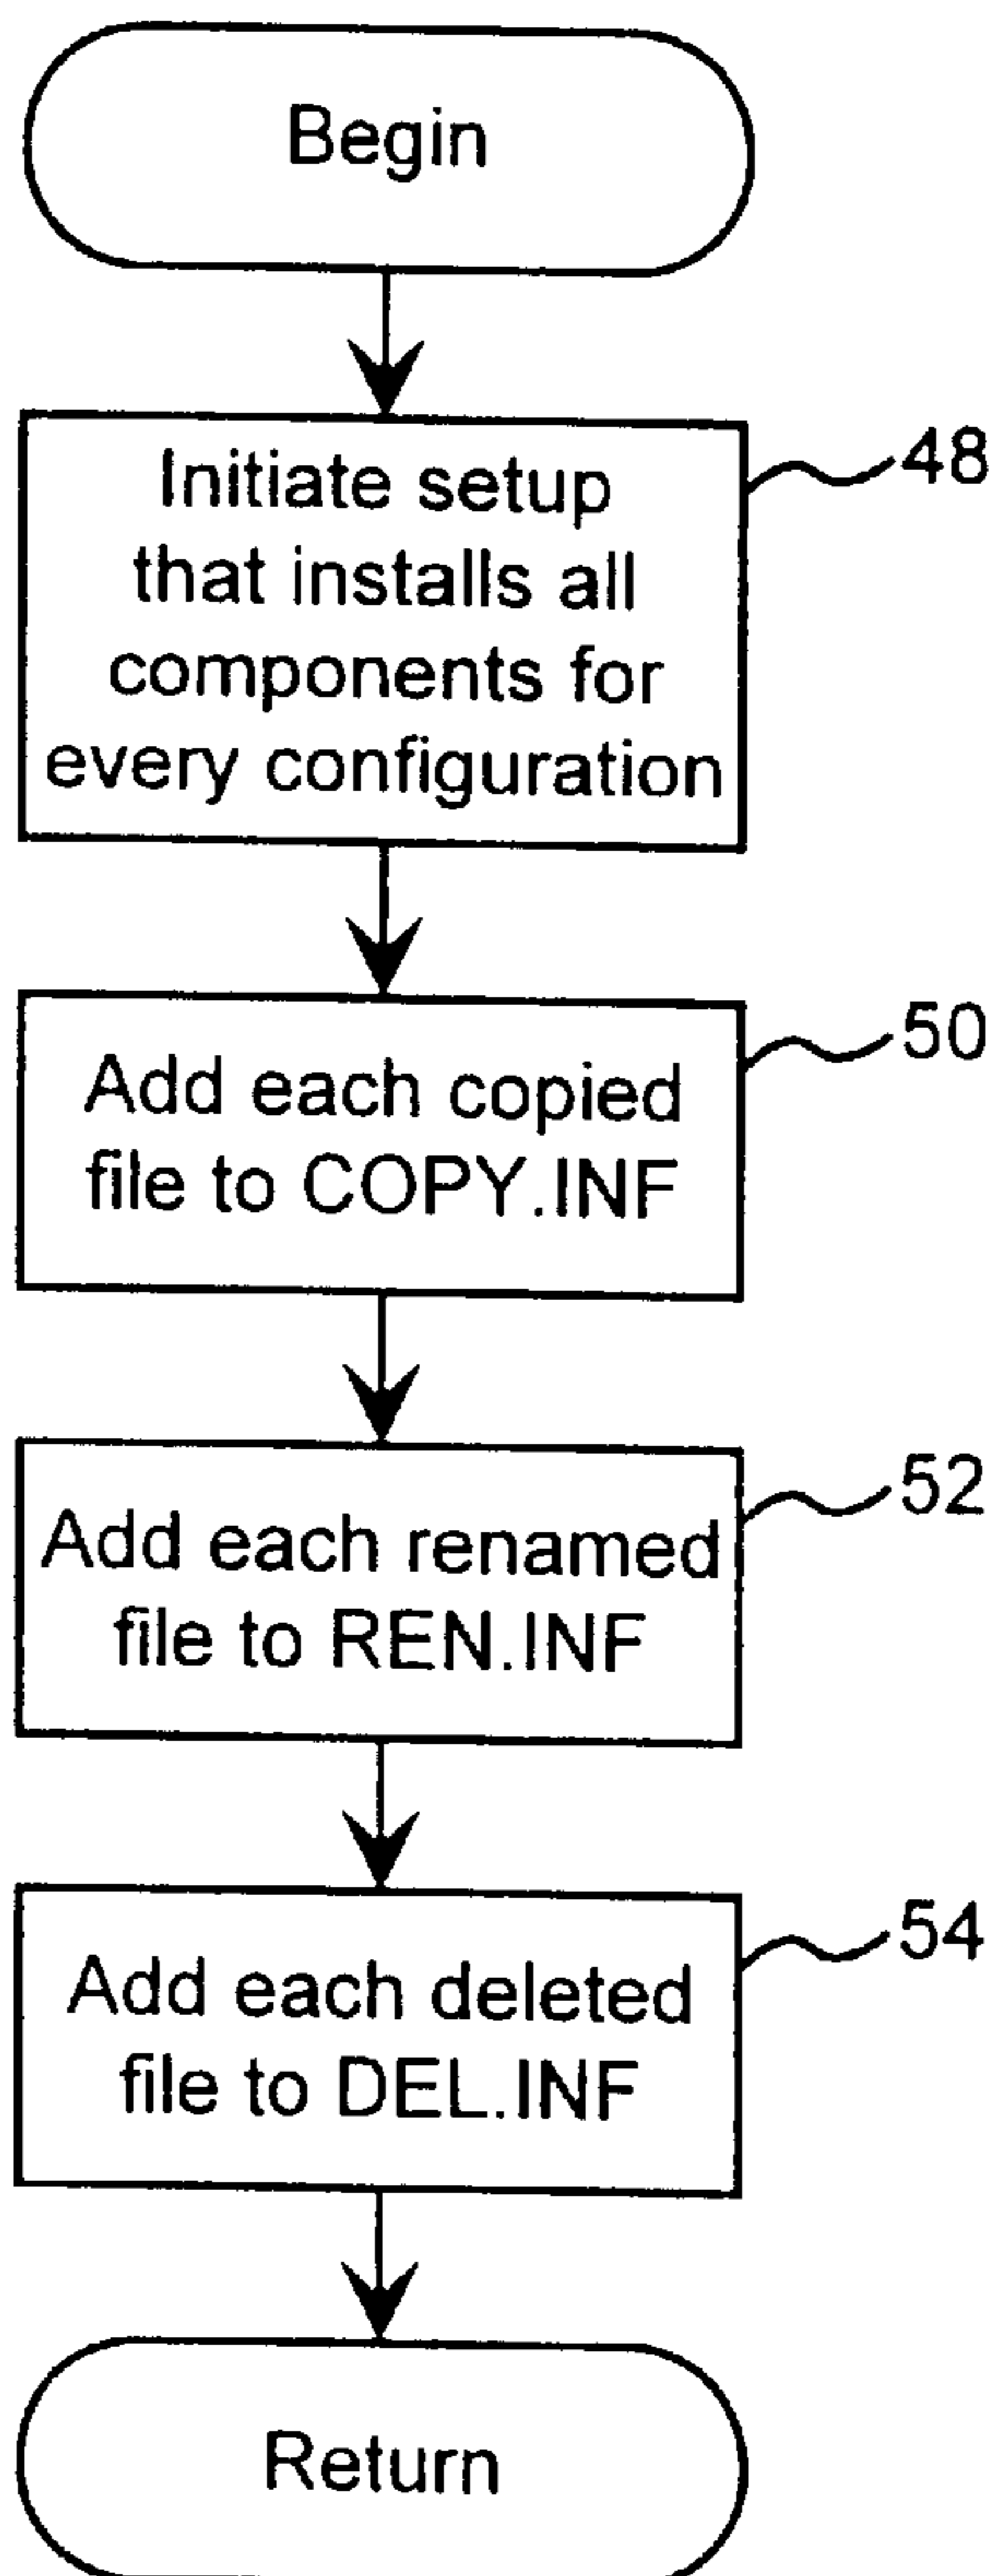 Begin
Initiate setup
that installs all
components for
every configuration
48
Add each copied
file to COPY.INF
50
Add each renamed
file to REN.INF
52
Add each deleted
file to DEL.INF
54
Return